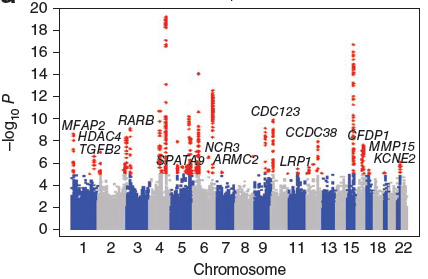 20
18
16
14
12
10
8
6
4
2
0
–log10 P
MFAP2
HDAC4
TGFB2
RARB
SPATA9
NCR3
ARMC2
CDC123
LRP1
CCDC38
CFDP1
MMP15
KCNE2
1 2 3 4 5 6 7 8 9 11 13 15 18 22
Chromosome